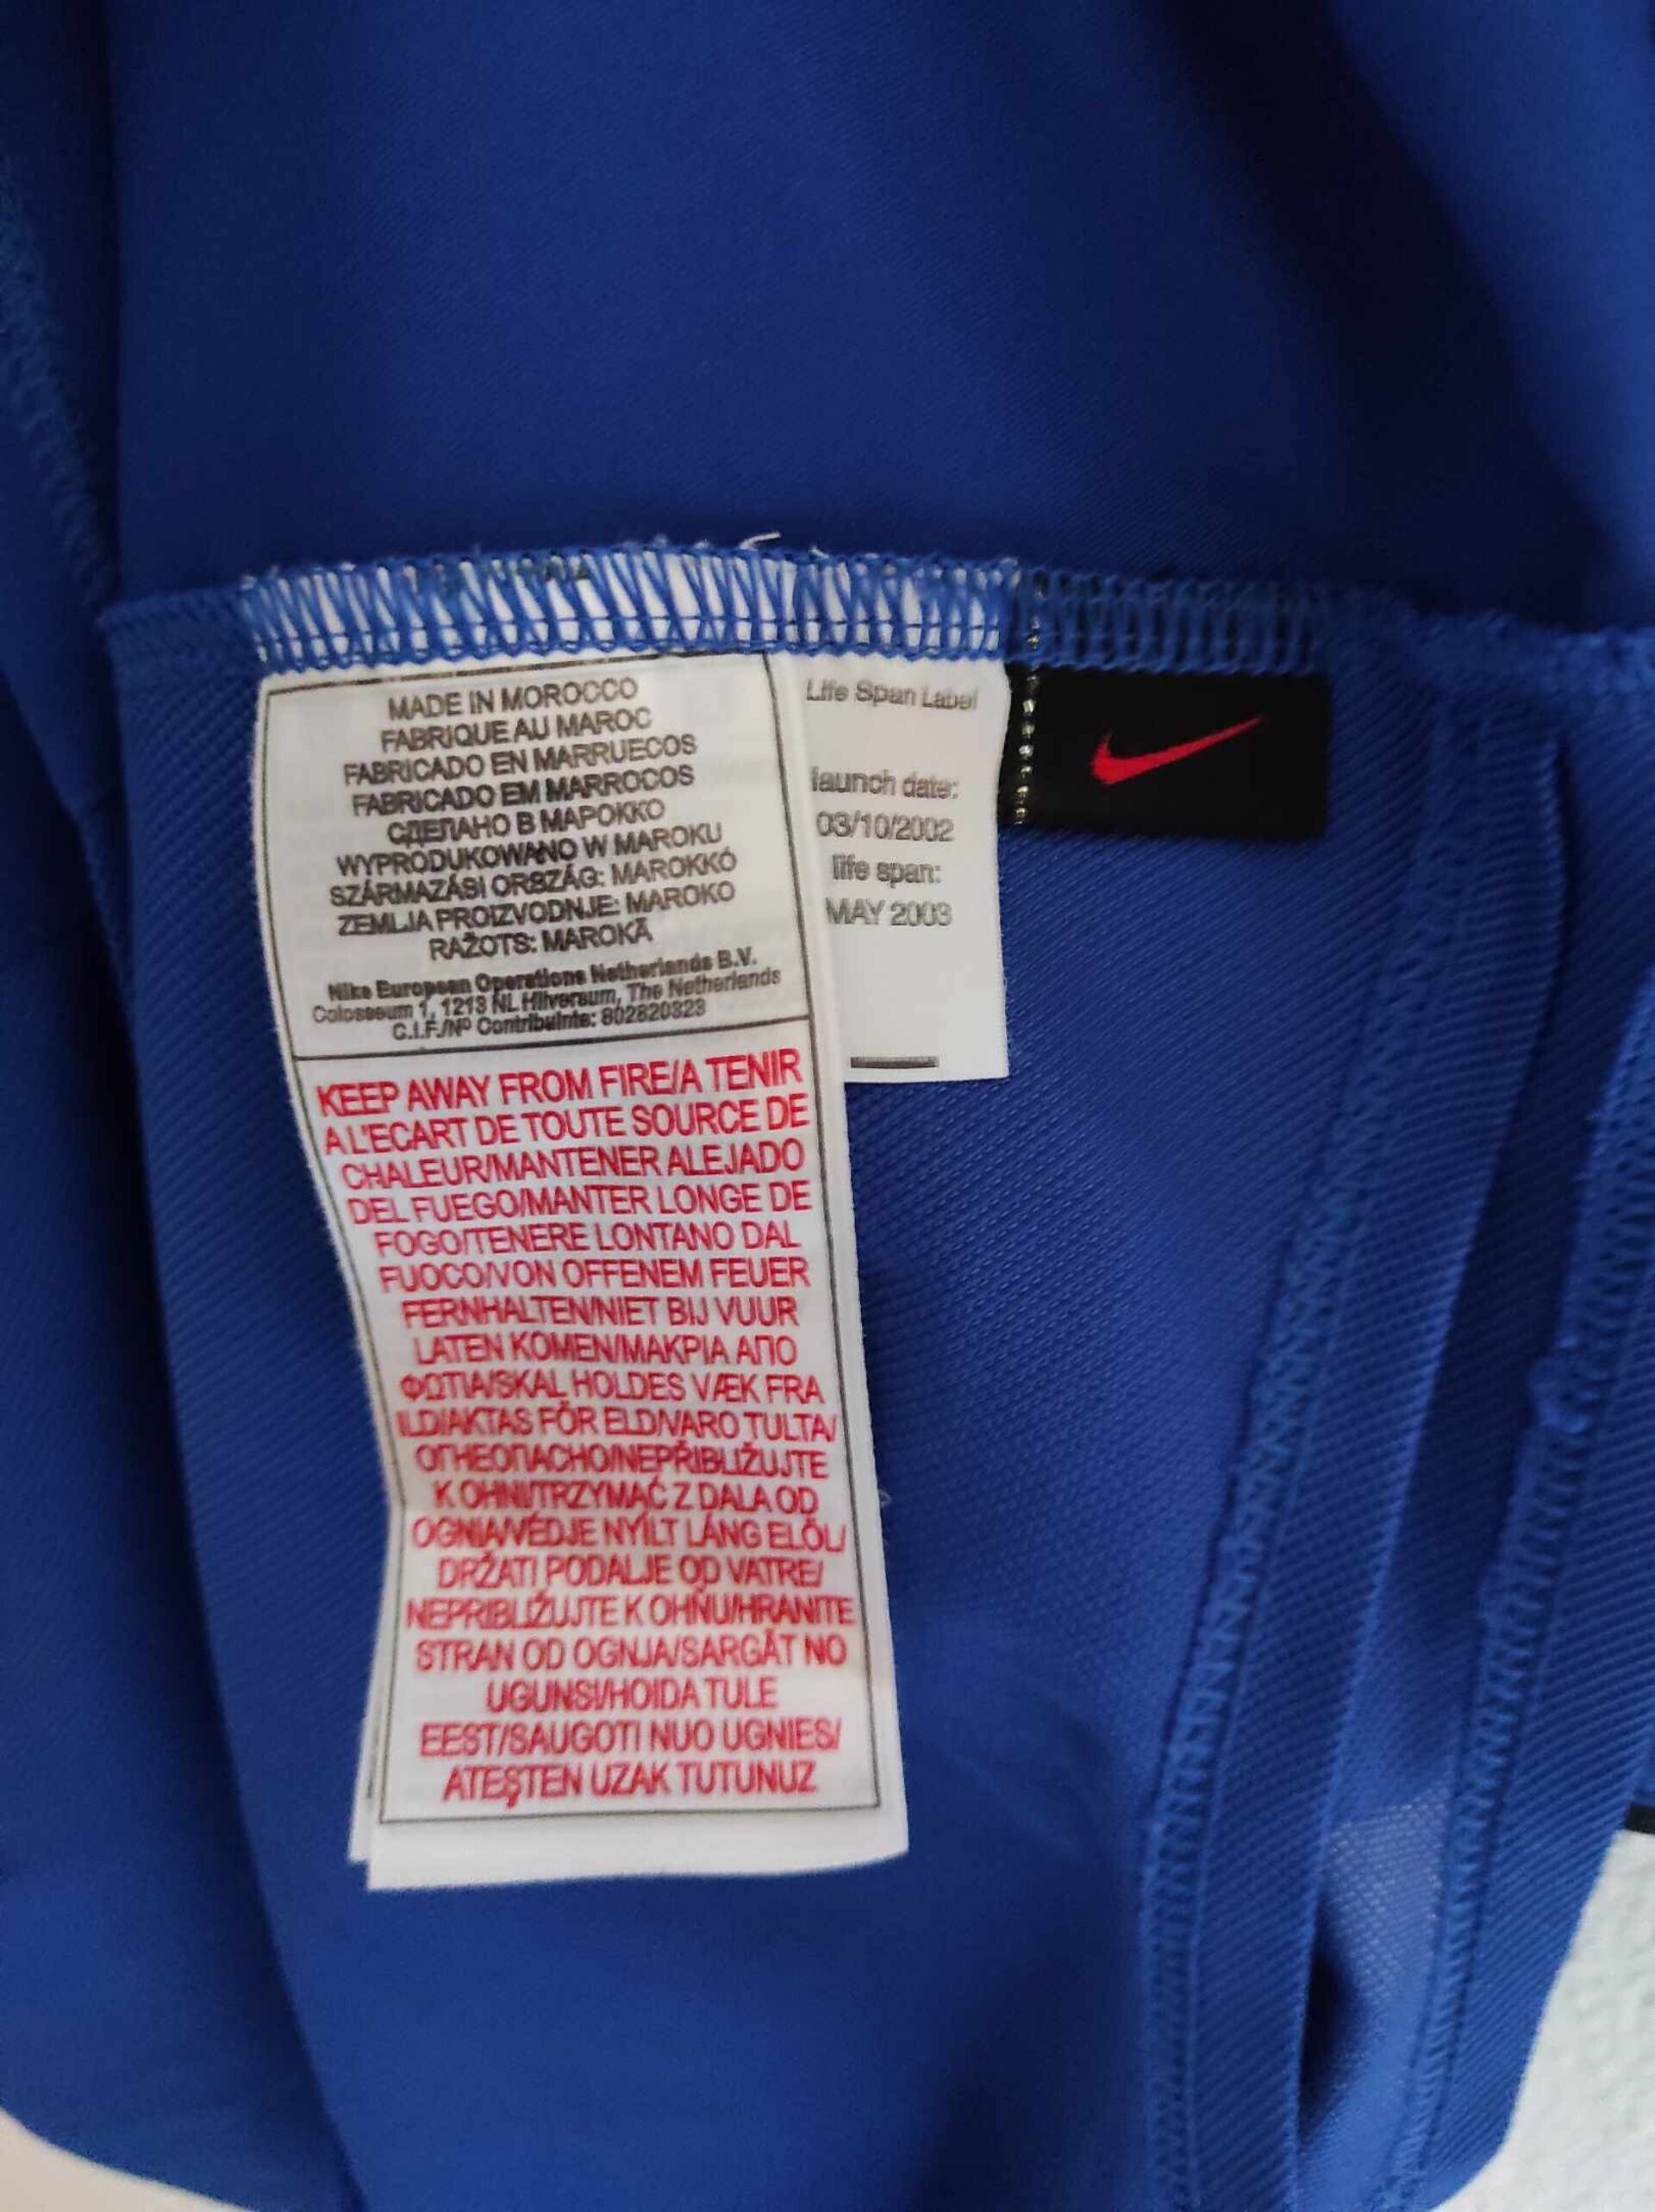 MADE IN MOROCCO
FABRIQUE AU MAROC
FABRICADO EN MARRUECOS
FABRICADO EM MARROCOS
СДЕЛАНО В МАРОККО
WYPRODUKOWANO W MAROKU
SZÁRMAZÁSI ORSZÁG: MAROKKÓ
ZEMLJA PROIZVODNJE: MAROKO
RAŽOTS: MAROKĀ
Nike European Operations Netherlands B.V.
Colosseum 1, 1213 NL Hilversum, The Netherlands
C.I.F./Nº Contribuinte: 802820323
KEEP AWAY FROM FIRE/A TENIR
A L'ECART DE TOUTE SOURCE DE
CHALEUR/MANTENER ALEJADO
DEL FUEGO/MANTER LONGE DE
FOGO/TENERE LONTANO DAL
FUOCO/VON OFFENEM FEUER
FERNHALTEN/NIET BIJ VUUR
LATEN KOMEN/ΜΑΚΡΙΑ ΑΠΟ
ΦΩΤΙΑ/SKAL HOLDES VÆK FRA
ILD/AKTAS FÖR ELD/VARO TULTA/
ОГНЕОПАСНО/NEPŘIBLIŽUJTE
K OHNI/TRZYMAĆ Z DALA OD
OGNIA/VÉDJE NYÍLT LÁNG ELŐL/
DRŽATI PODALJE OD VATRE/
NEPRIBLIŽUJTE K OHŇU/HRANITE
STRAN OD OGNJA/SARGĀT NO
UGUNSI/HOIDA TULE
EEST/SAUGOTI NUO UGNIES/
ATEŞTEN UZAK TUTUNUZ
Life Span Label
launch date:
03/10/2002
life span:
MAY 2003